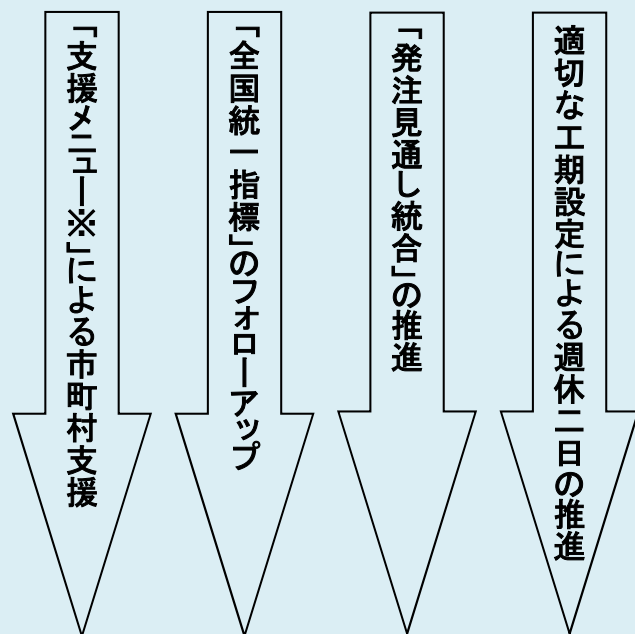 適切な工期設定による週休二日の推進
「発注見通し統合」の推進
「全国統一指標」のフォローアップ
「支援メニュー※」による市町村支援